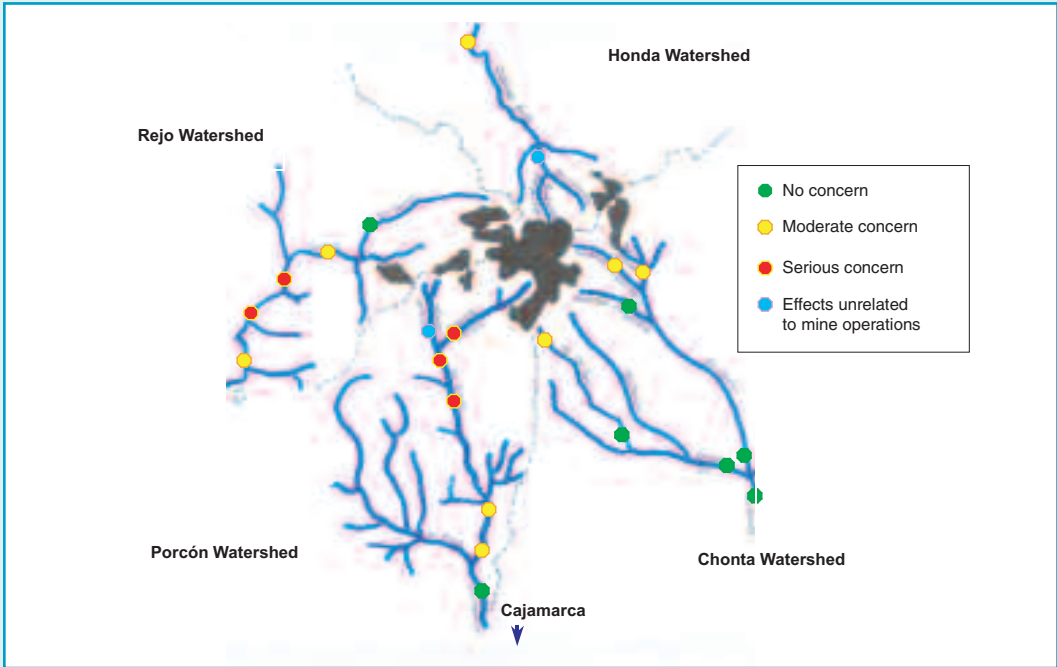 Honda Watershed
Rejo Watershed
No concern
Moderate concern
Serious concern
Effects unrelated
to mine operations
Porcón Watershed
Chonta Watershed
Cajamarca